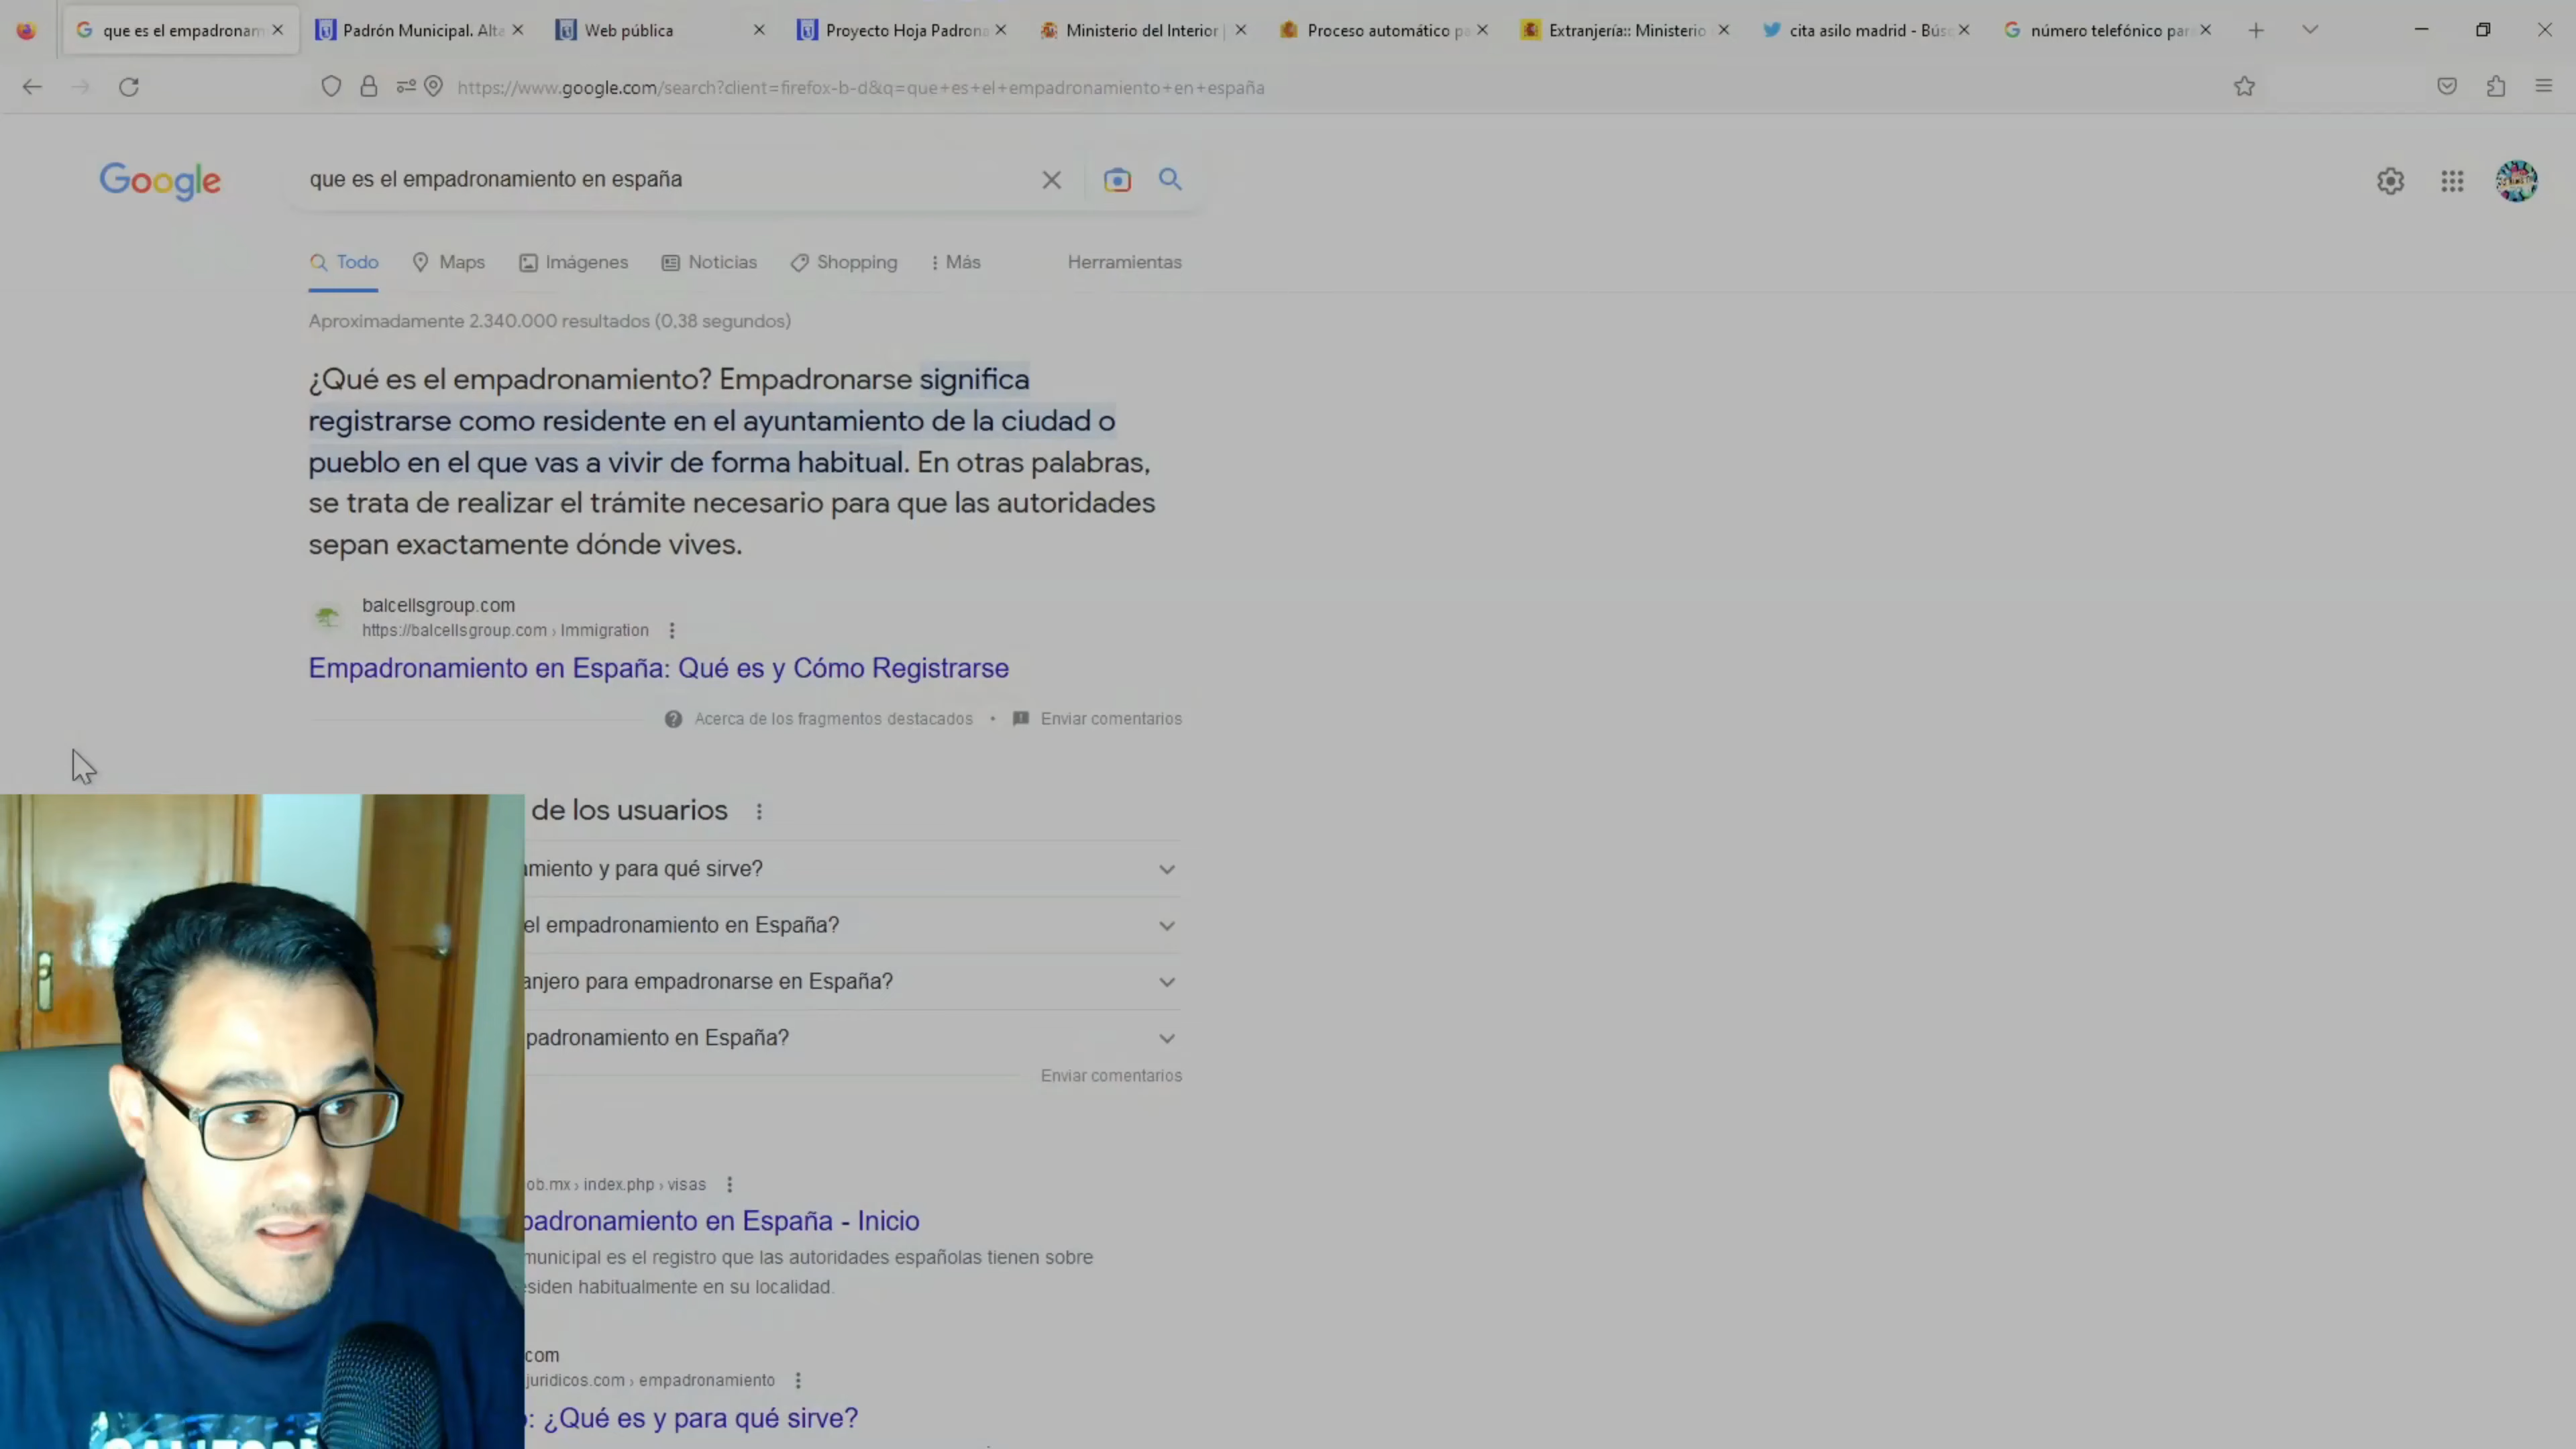 que es el empadronam
Padrón Municipal. Alta
Web pública
Proyecto Hoja Padrona
Ministerio del Interior |
Proceso automático pa
Extranjería:: Ministerio
cita asilo madrid - Búsc
número telefónico par
https://www.google.com/search?client=firefox-b-d&q=que+es+el+empadronamiento+en+españa
Google
que es el empadronamiento en españa
Todo
Maps
Imágenes
Noticias
Shopping
Más
Herramientas
Aproximadamente 2.340.000 resultados (0,38 segundos)
¿Qué es el empadronamiento? Empadronarse significa
registrarse como residente en el ayuntamiento de la ciudad o
pueblo en el que vas a vivir de forma habitual. En otras palabras,
se trata de realizar el trámite necesario para que las autoridades
sepan exactamente dónde vives.
balcellsgroup.com
https://balcellsgroup.com › Immigration
Empadronamiento en España: Qué es y Cómo Registrarse
Acerca de los fragmentos destacados • Enviar comentarios
de los usuarios
amiento y para qué sirve?
el empadronamiento en España?
anjero para empadronarse en España?
padronamiento en España?
Enviar comentarios
ob.mx › index.php › visas
padronamiento en España - Inicio
municipal es el registro que las autoridades españolas tienen sobre
esiden habitualmente en su localidad.
com
juridicos.com › empadronamiento
: ¿Qué es y para qué sirve?